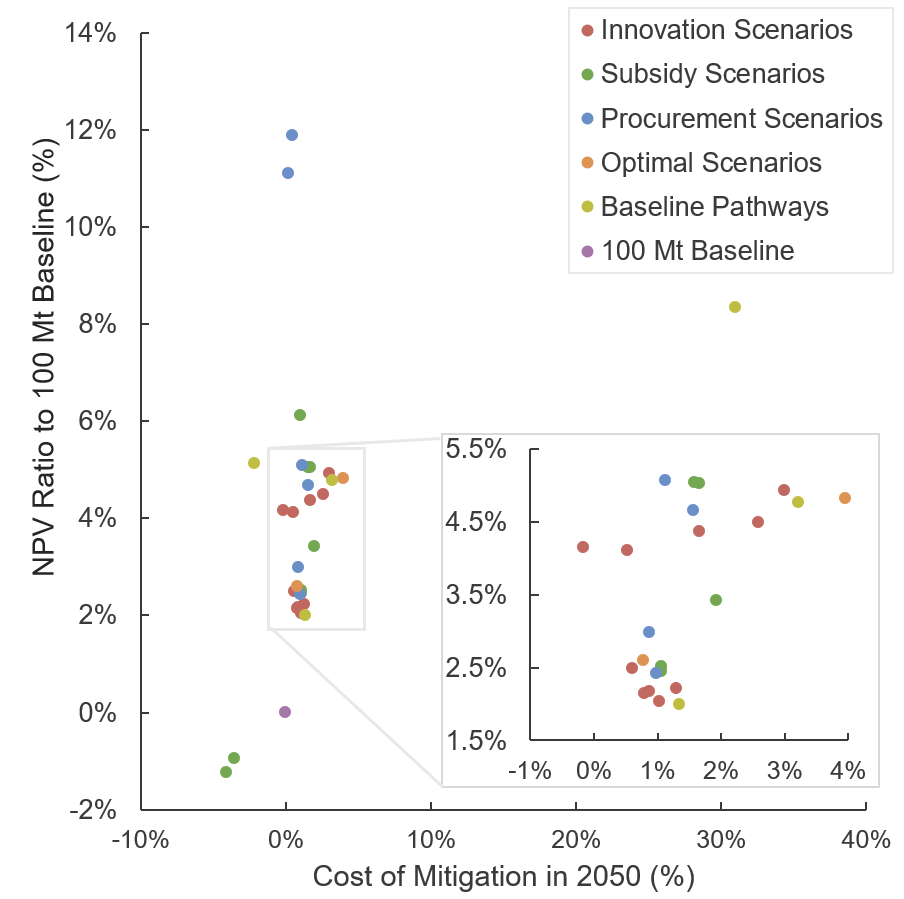 Innovation Scenarios
Subsidy Scenarios
Procurement Scenarios
Optimal Scenarios
Baseline Pathways
100 Mt Baseline
NPV Ratio to 100 Mt Baseline (%)
14%
12%
10%
8%
6%
4%
2%
0%
-2%
-10% 0% 10% 20% 30% 40%
Cost of Mitigation in 2050 (%)
5.5%
4.5%
3.5%
2.5%
1.5%
-1% 0% 1% 2% 3% 4%